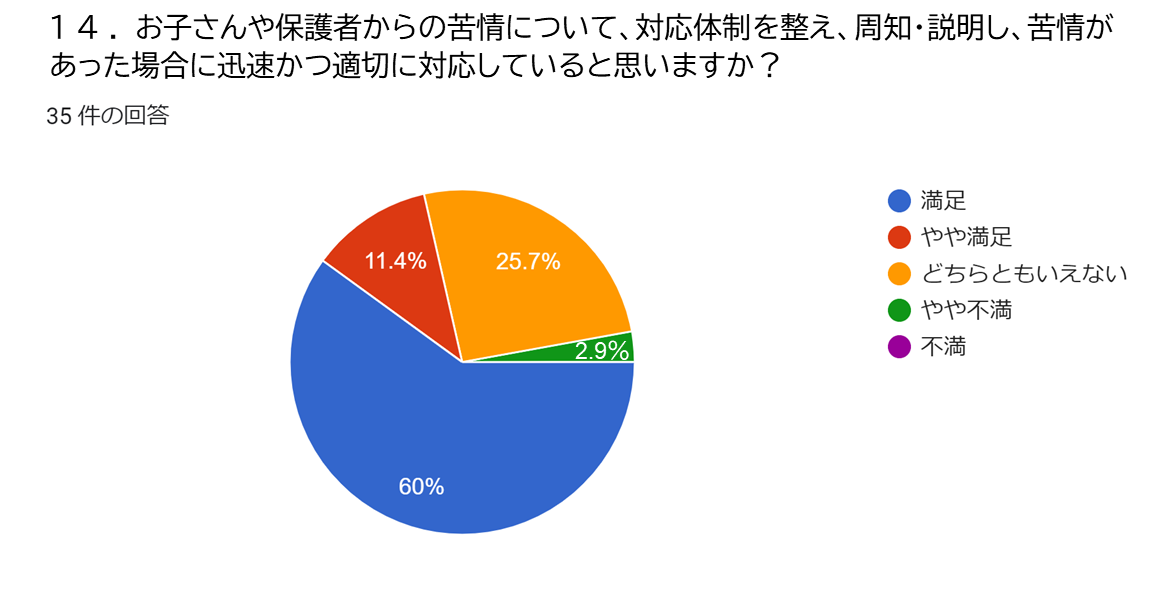 １４．お子さんや保護者からの苦情について、対応体制を整え、周知・説明し、苦情が
あった場合に迅速かつ適切に対応していると思いますか？
35 件の回答
満足
やや満足
どちらともいえない
やや不満
不満
11.4%
25.7%
2.9%
60%